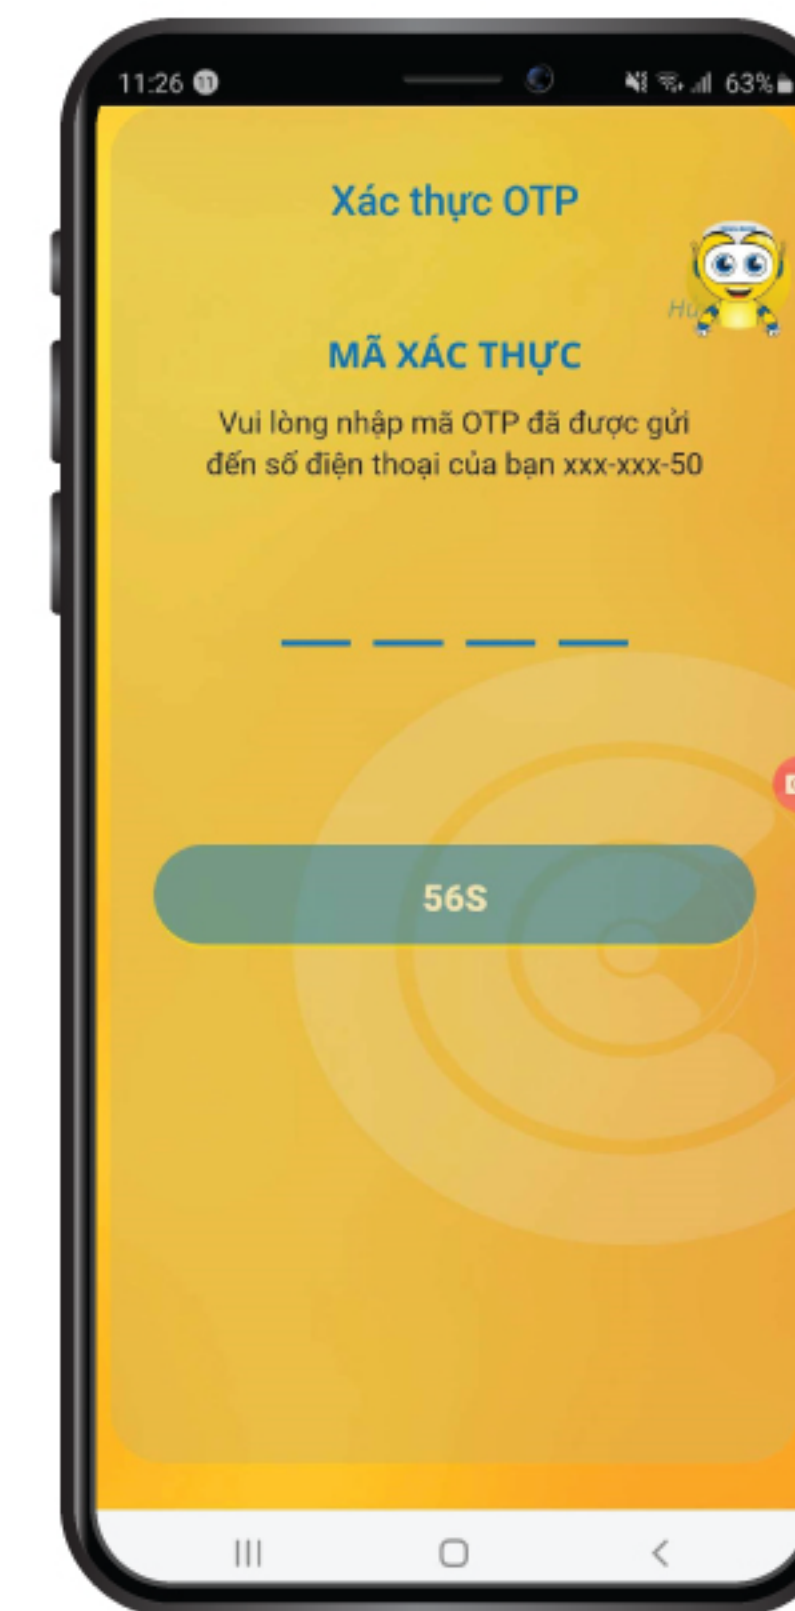 11:26
63%
Xác thực OTP
MÃ XÁC THỰC
Vui lòng nhập mã OTP đã được gửi
đến số điện thoại của bạn xxx-xxx-50
56S